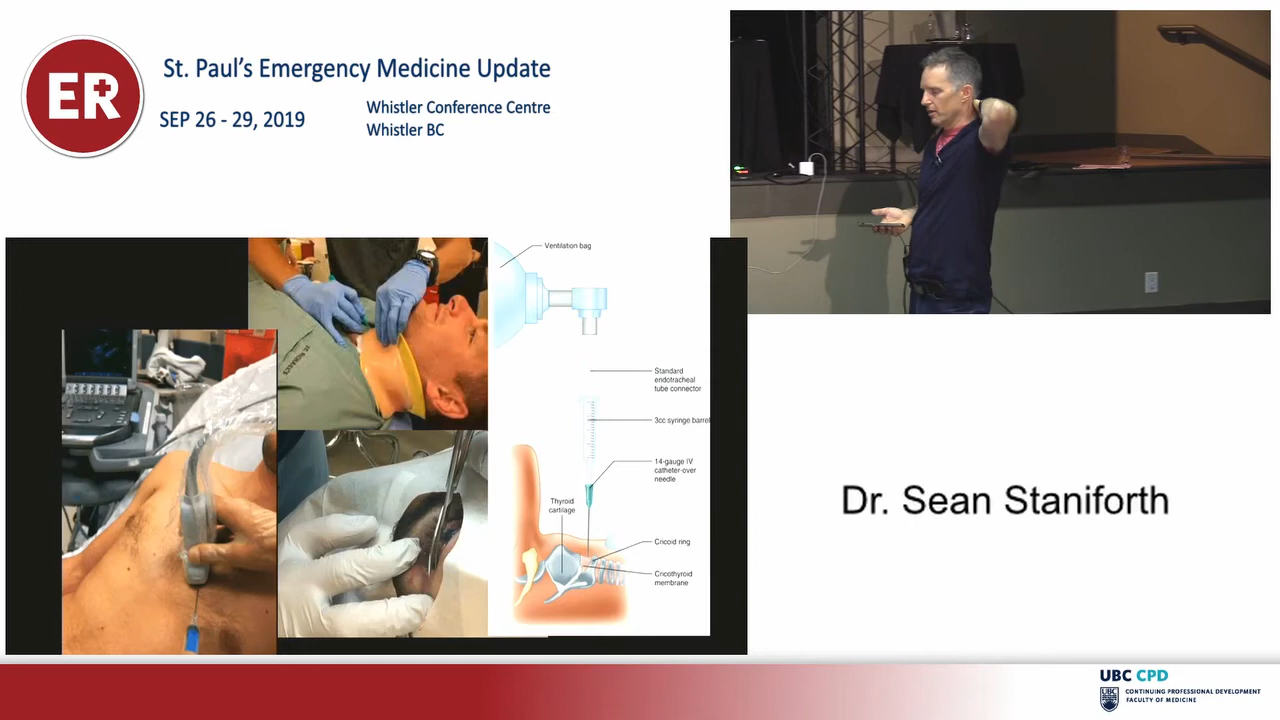 ER
St. Paul's Emergency Medicine Update
SEP 26 - 29, 2019
Whistler Conference Centre
Whistler BC
Ventilation bag
Standard
endotracheal
tube connector
3cc syringe barrel
14-gauge IV
catheter-over
needle
Thyroid
cartilage
Cricoid ring
Cricothyroid
membrane
Dr. Sean Staniforth
UBC CPD
UBC
CONTINUING PROFESSIONAL DEVELOPMENT
FACULTY OF MEDICINE